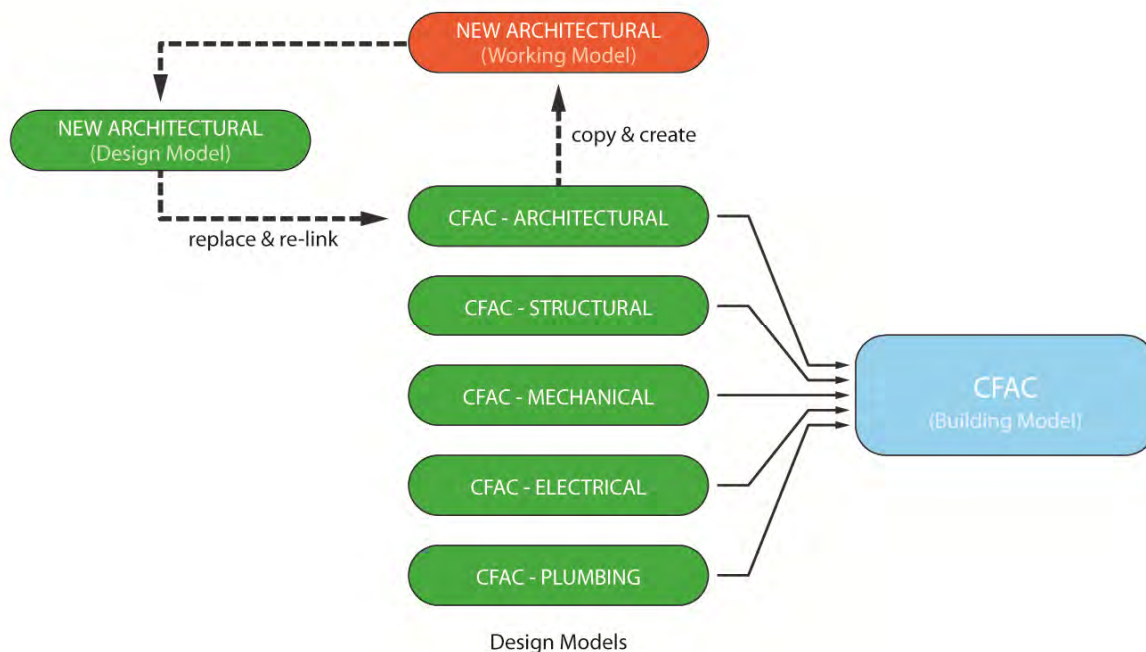 NEW ARCHITECTURAL
(Working Model)
NEW ARCHITECTURAL
(Design Model)
copy & create
replace & re-link
CFAC - ARCHITECTURAL
CFAC - STRUCTURAL
CFAC - MECHANICAL
CFAC - ELECTRICAL
CFAC - PLUMBING
CFAC
(Building Model)
Design Models